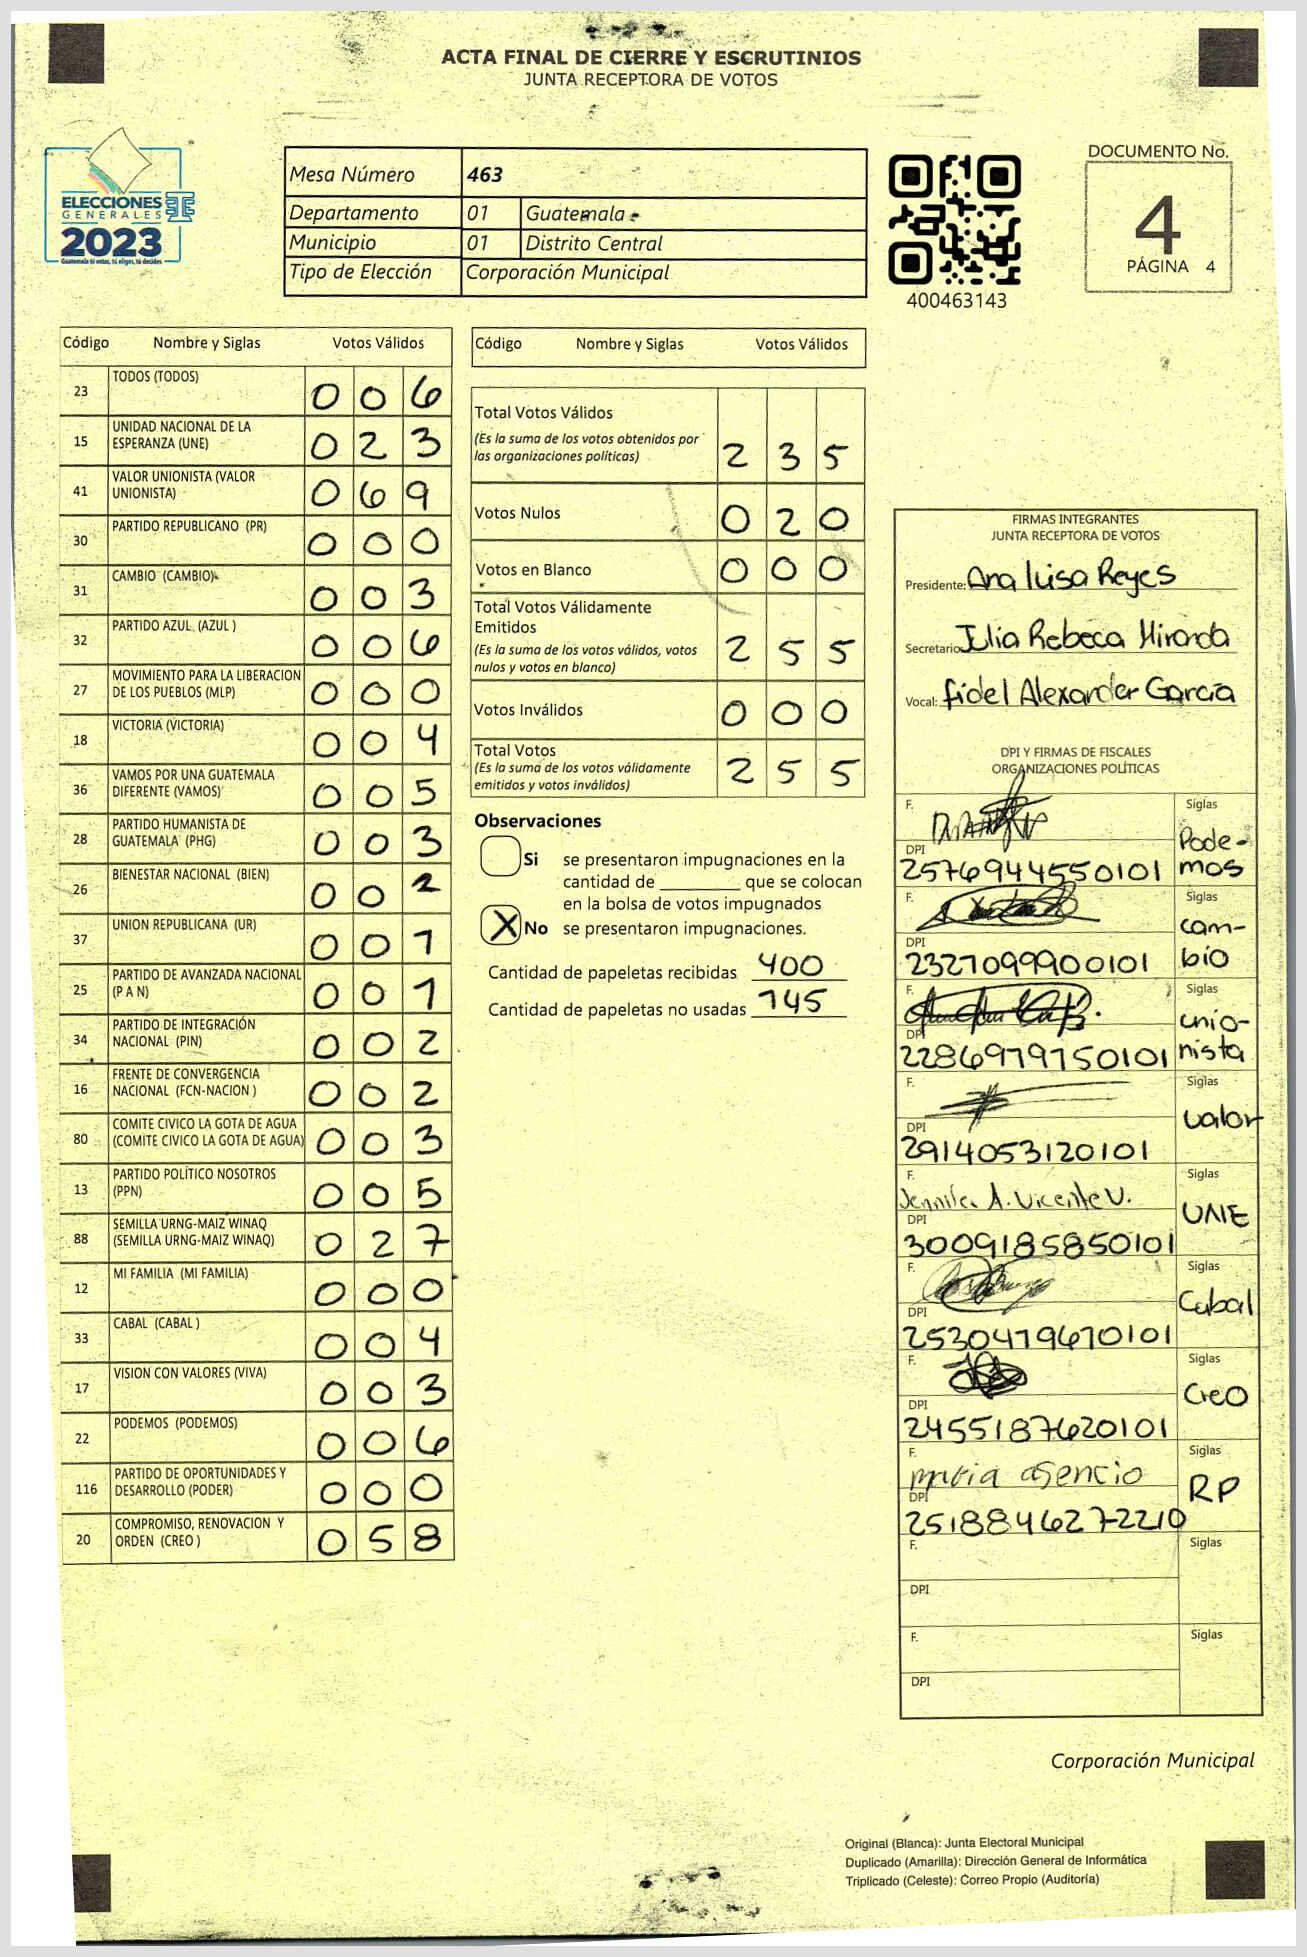 ACTA FINAL DE CIERRE Y ESCRUTINIOS
JUNTA RECEPTORA DE VOTOS
ELECCIONES
GENERALES
2023
Guatemala tú votas, tú eliges, tú decides
Mesa Número 463
Departamento 01 Guatemala
Municipio 01 Distrito Central
Tipo de Elección Corporación Municipal
400463143
DOCUMENTO No.
4
PÁGINA 4
Código Nombre y Siglas Votos Válidos
23 TODOS (TODOS) 0 0 6
15 UNIDAD NACIONAL DE LA ESPERANZA (UNE) 0 2 3
41 VALOR UNIONISTA (VALOR UNIONISTA) 0 6 9
30 PARTIDO REPUBLICANO (PR) 0 0 0
31 CAMBIO (CAMBIO) 0 0 3
32 PARTIDO AZUL (AZUL ) 0 0 6
27 MOVIMIENTO PARA LA LIBERACION DE LOS PUEBLOS (MLP) 0 0 0
18 VICTORIA (VICTORIA) 0 0 4
36 VAMOS POR UNA GUATEMALA DIFERENTE (VAMOS) 0 0 5
28 PARTIDO HUMANISTA DE GUATEMALA (PHG) 0 0 3
26 BIENESTAR NACIONAL (BIEN) 0 0 2
37 UNION REPUBLICANA (UR) 0 0 1
25 PARTIDO DE AVANZADA NACIONAL (P A N) 0 0 1
34 PARTIDO DE INTEGRACIÓN NACIONAL (PIN) 0 0 2
16 FRENTE DE CONVERGENCIA NACIONAL (FCN-NACION ) 0 0 2
80 COMITE CIVICO LA GOTA DE AGUA (COMITE CIVICO LA GOTA DE AGUA) 0 0 3
13 PARTIDO POLÍTICO NOSOTROS (PPN) 0 0 5
88 SEMILLA URNG-MAIZ WINAQ (SEMILLA URNG-MAIZ WINAQ) 0 2 7
12 MI FAMILIA (MI FAMILIA) 0 0 0
33 CABAL (CABAL ) 0 0 4
17 VISION CON VALORES (VIVA) 0 0 3
22 PODEMOS (PODEMOS) 0 0 6
116 PARTIDO DE OPORTUNIDADES Y DESARROLLO (PODER) 0 0 0
20 COMPROMISO, RENOVACION Y ORDEN (CREO ) 0 5 8
Código Nombre y Siglas Votos Válidos
Total Votos Válidos
(Es la suma de los votos obtenidos por
las organizaciones políticas) 2 3 5
Votos Nulos 0 2 0
Votos en Blanco 0 0 0
Total Votos Válidamente
Emitidos
(Es la suma de los votos válidos, votos
nulos y votos en blanco) 2 5 5
Votos Inválidos 0 0 0
Total Votos
(Es la suma de los votos válidamente
emitidos y votos inválidos) 2 5 5
Observaciones
Si se presentaron impugnaciones en la
cantidad de ________ que se colocan
en la bolsa de votos impugnados
X No se presentaron impugnaciones.
Cantidad de papeletas recibidas 400
Cantidad de papeletas no usadas 145
FIRMAS INTEGRANTES
JUNTA RECEPTORA DE VOTOS
Presidente: Ana luisa Reyes
Secretario: Julia Rebeca Miranda
Vocal: fidel Alexander García
DPI Y FIRMAS DE FISCALES
ORGANIZACIONES POLÍTICAS
F. Siglas
DPI Pode-
2576944550101 mos
F. Siglas
DPI cam-
2327099900101 bio
F. Siglas
DPI unio-
2286979750101 nista
F. Siglas
DPI valor
2914053120101
F. Jennifer A. Vicente V. Siglas
DPI UNE
3009185850101
F. Siglas
DPI Cabal
2530479670101
F. Siglas
DPI Creo
2455187620101
F. maria asencio Siglas
DPI RP
2518846272210
F. Siglas
DPI
F. Siglas
DPI
Corporación Municipal
Original (Blanca): Junta Electoral Municipal
Duplicado (Amarilla): Dirección General de Informática
Triplicado (Celeste): Correo Propio (Auditoría)